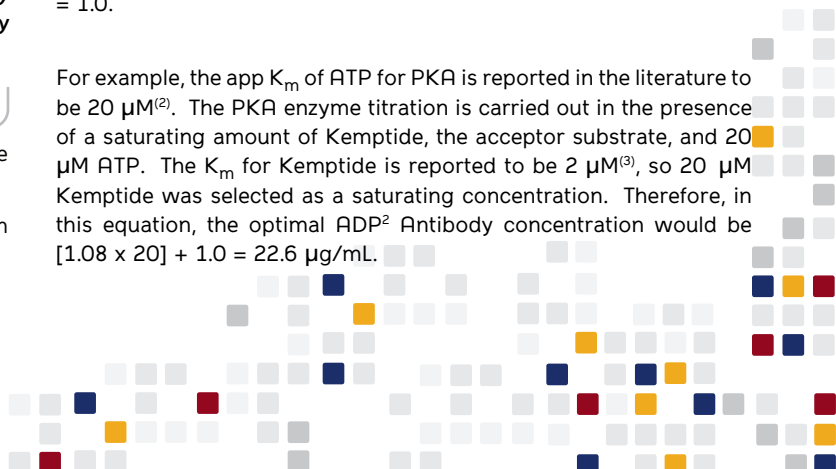 = 1.0.
y
For example, the app Km of ATP for PKA is reported in the literature to
be 20 μM(2). The PKA enzyme titration is carried out in the presence
of a saturating amount of Kemptide, the acceptor substrate, and 20
μM ATP. The Km for Kemptide is reported to be 2 μM(3), so 20 μM
e
Kemptide was selected as a saturating concentration. Therefore, in
this equation, the optimal ADP² Antibody concentration would be
[1.08 x 20] + 1.0 = 22.6 μg/mL.